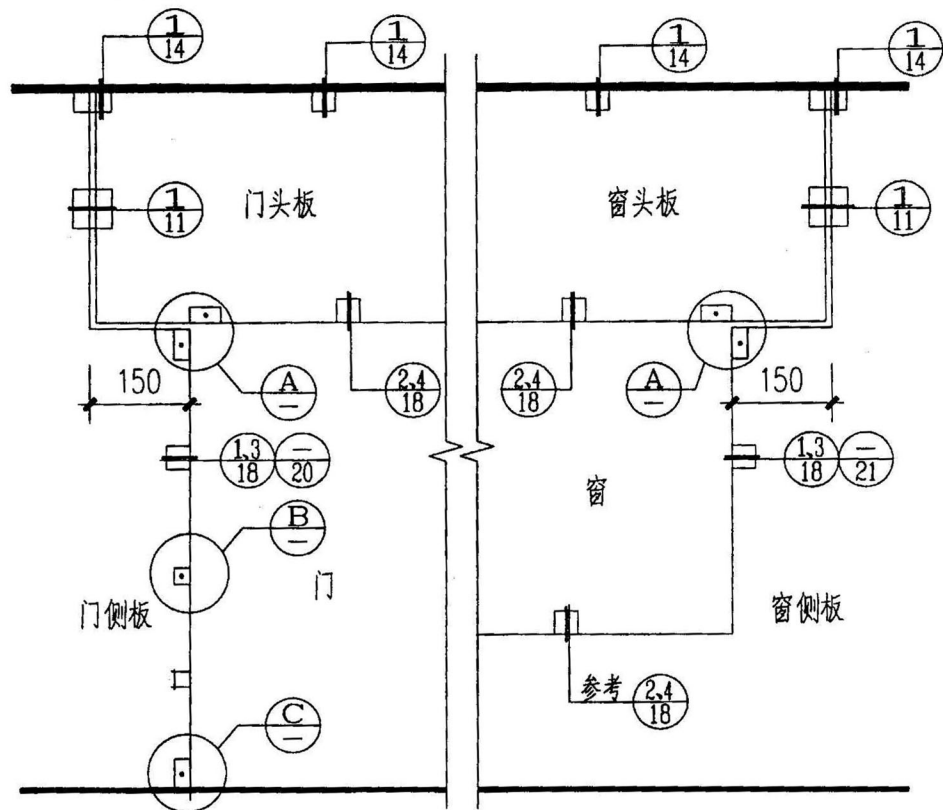 1/14 1/14 1/14 1/14
门头板 窗头板
1/11 1/11
A/— A/—
2、4/18 2、4/18
150 150
1、3/18 —/20 1、3/18 —/21
窗
B/—
门
门侧板 窗侧板
参考 2、4/18
C/—